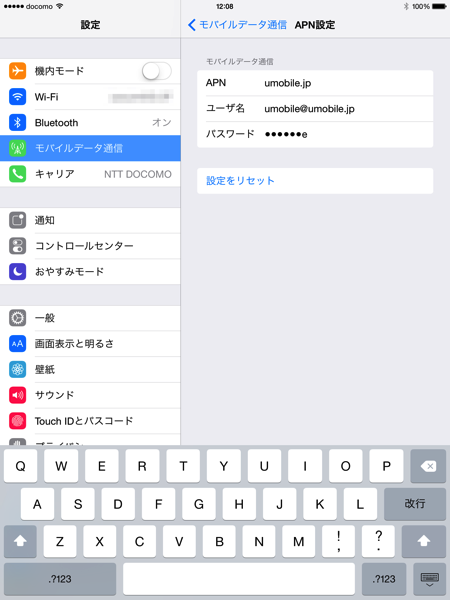 docomo 12:08 100%
設定
機内モード
Wi-Fi
Bluetooth オン
モバイルデータ通信
キャリア NTT DOCOMO
通知
コントロールセンター
おやすみモード
一般
画面表示と明るさ
壁紙
サウンド
Touch IDとパスコード
モバイルデータ通信 APN設定
モバイルデータ通信
APN umobile.jp
ユーザ名 umobile@umobile.jp
パスワード ●●●●●●e
設定をリセット
Q W E R T Y U I O P
A S D F G H J K L 改行
Z X C V B N M ! , ? .
.?123 .?123